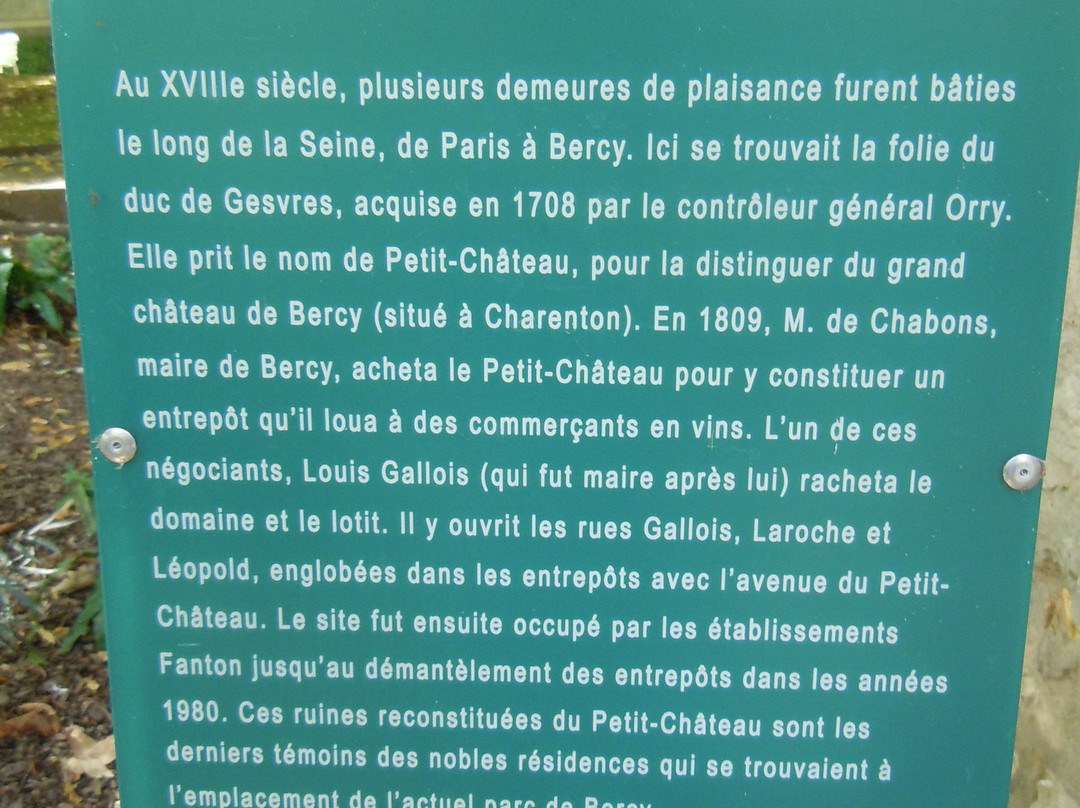 Au XVIIIe siècle, plusieurs demeures de plaisance furent bâties
le long de la Seine, de Paris à Bercy. Ici se trouvait la folie du
duc de Gesvres, acquise en 1708 par le contrôleur général Orry.
Elle prit le nom de Petit-Château, pour la distinguer du grand
château de Bercy (situé à Charenton). En 1809, M. de Chabons,
maire de Bercy, acheta le Petit-Château pour y constituer un
entrepôt qu'il loua à des commerçants en vins. L'un de ces
négociants, Louis Gallois (qui fut maire après lui) racheta le
domaine et le lotit. Il y ouvrit les rues Gallois, Laroche et
Léopold, englobées dans les entrepôts avec l'avenue du Petit-
Château. Le site fut ensuite occupé par les établissements
Fanton jusqu'au démantèlement des entrepôts dans les années
1980. Ces ruines reconstituées du Petit-Château sont les
derniers témoins des nobles résidences qui se trouvaient à
l'emplacement de l'actuel parc de Bercy